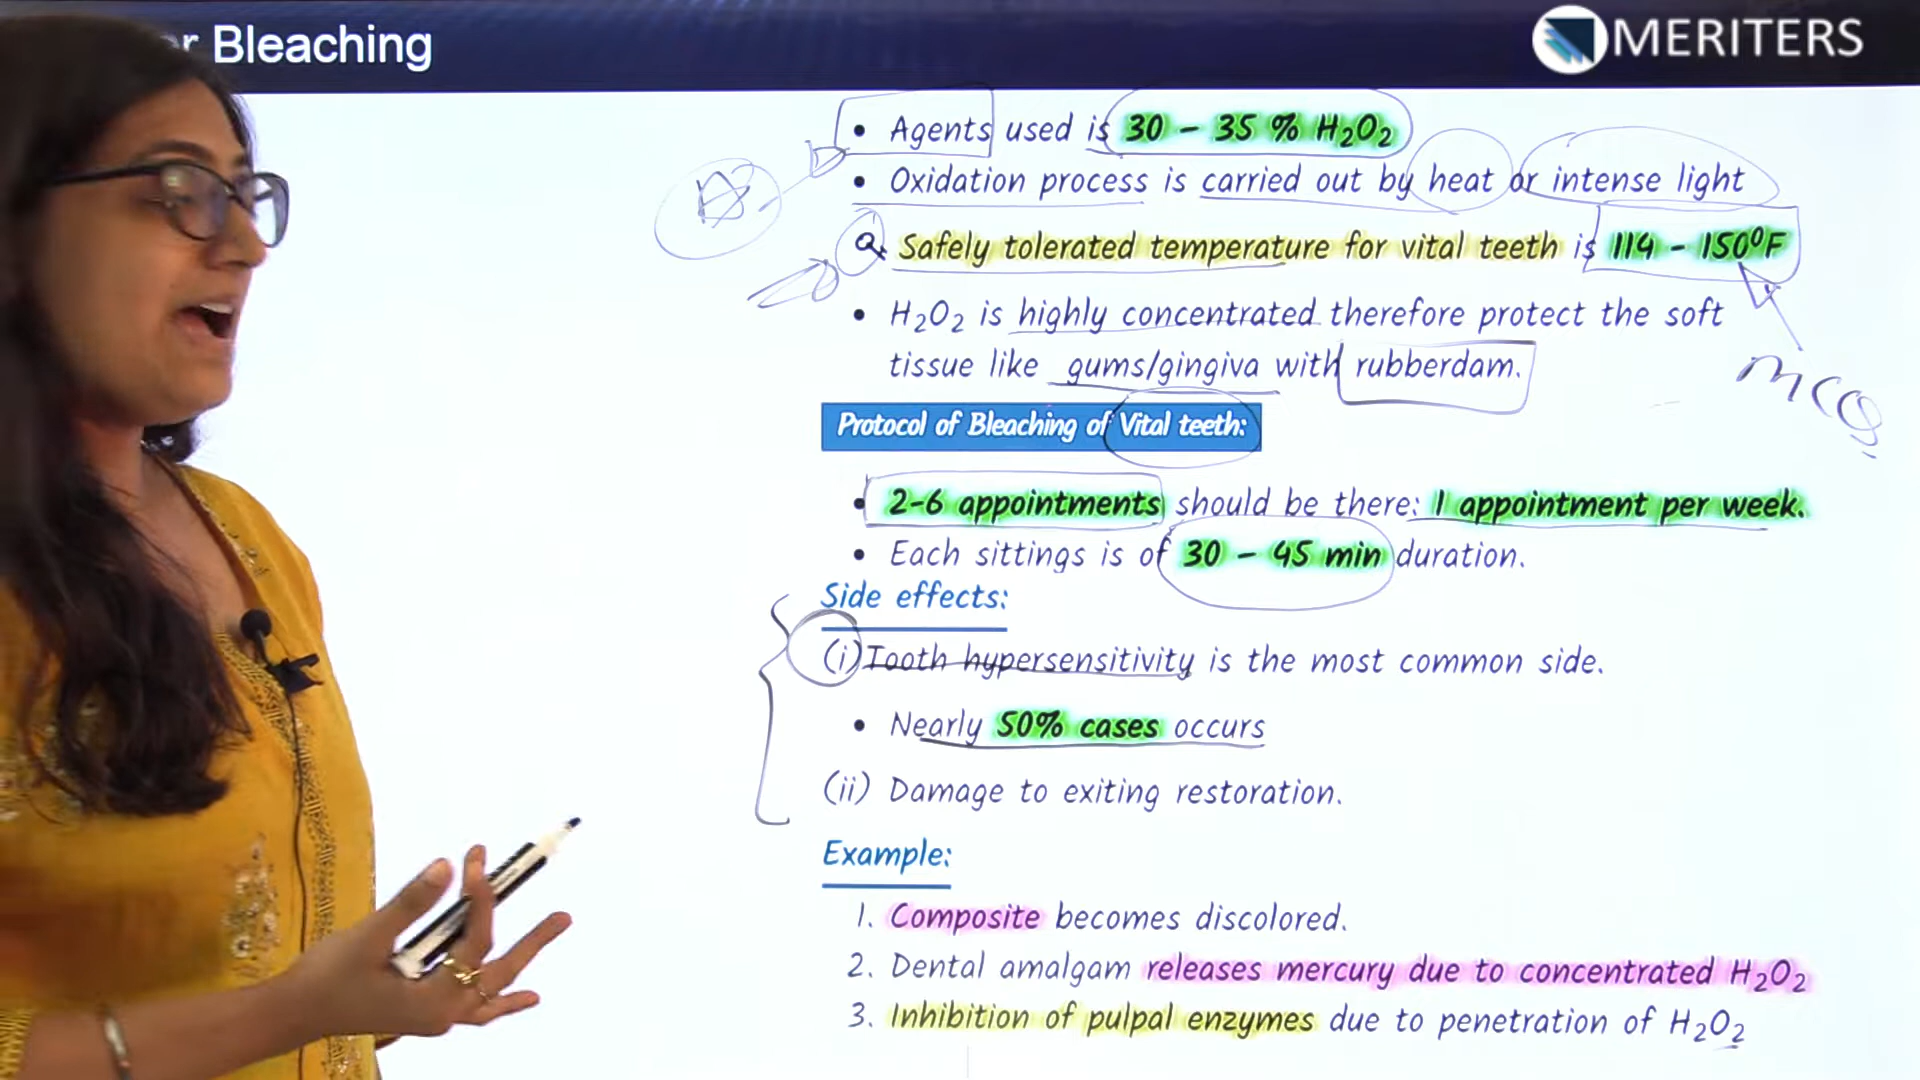 r Bleaching
MERITERS
• Agents used is 30 – 35 % H₂O₂
• Oxidation process is carried out by heat or intense light
Q. Safely tolerated temperature for vital teeth is 114 – 150⁰F
• H₂O₂ is highly concentrated therefore protect the soft
tissue like gums/gingiva with rubberdam.
MCQ
Protocol of Bleaching of Vital teeth:
• 2-6 appointments should be there: 1 appointment per week.
• Each sittings is of 30 – 45 min duration.
Side effects:
(i) Tooth hypersensitivity is the most common side.
• Nearly 50% cases occurs
(ii) Damage to exiting restoration.
Example:
1. Composite becomes discolored.
2. Dental amalgam releases mercury due to concentrated H₂O₂
3. Inhibition of pulpal enzymes due to penetration of H₂O₂